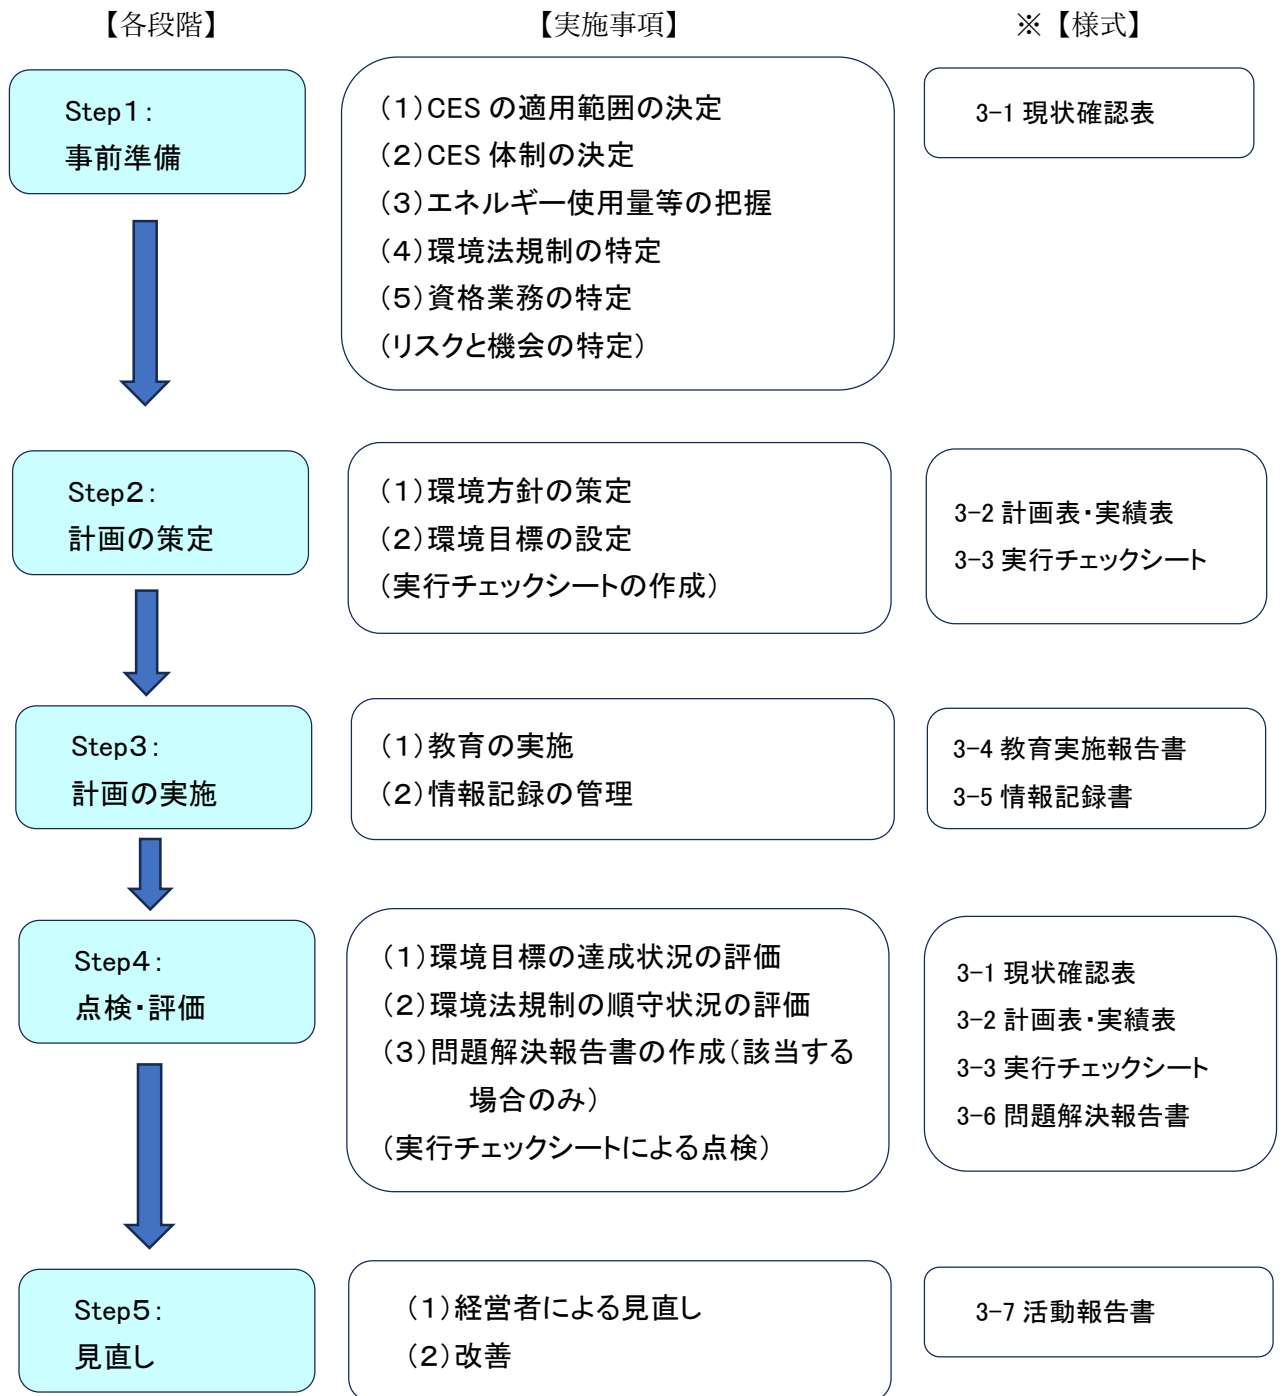 【各段階】 【実施事項】 ※【様式】
Step1:
事前準備
(1)CES の適用範囲の決定
(2)CES 体制の決定
(3)エネルギー使用量等の把握
(4)環境法規制の特定
(5)資格業務の特定
(リスクと機会の特定)
3-1 現状確認表
Step2:
計画の策定
(1)環境方針の策定
(2)環境目標の設定
(実行チェックシートの作成)
3-2 計画表・実績表
3-3 実行チェックシート
Step3:
計画の実施
(1)教育の実施
(2)情報記録の管理
3-4 教育実施報告書
3-5 情報記録書
Step4:
点検・評価
(1)環境目標の達成状況の評価
(2)環境法規制の順守状況の評価
(3)問題解決報告書の作成(該当する
場合のみ)
(実行チェックシートによる点検)
3-1 現状確認表
3-2 計画表・実績表
3-3 実行チェックシート
3-6 問題解決報告書
Step5:
見直し
(1)経営者による見直し
(2)改善
3-7 活動報告書